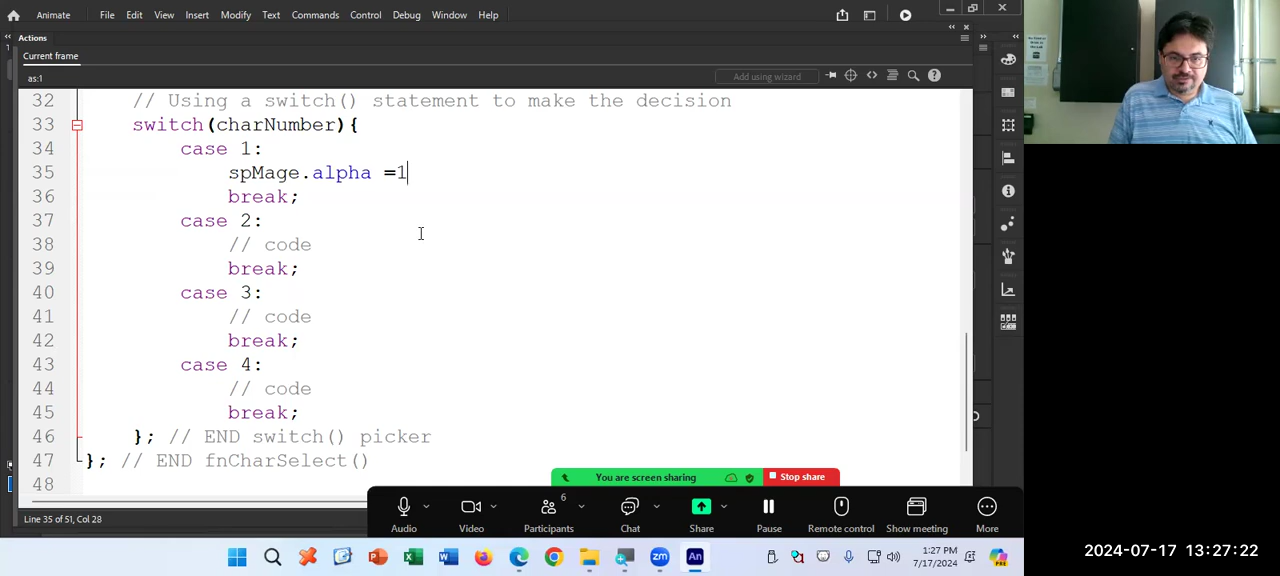 Animate File Edit View Insert Modify Text Commands Control Debug Window Help
Actions
Current frame
as:1
Add using wizard
32 // Using a switch() statement to make the decision
33 switch(charNumber){
34 case 1:
35 spMage.alpha =1
36 break;
37 case 2:
38 // code
39 break;
40 case 3:
41 // code
42 break;
43 case 4:
44 // code
45 break;
46 }; // END switch() picker
47 }; // END fnCharSelect()
48
You are screen sharing Stop share
6
Audio Video Participants Chat Share Pause Remote control Show meeting More
Line 35 of 51, Col 28
1:27 PM
7/17/2024
2024-07-17 13:27:22